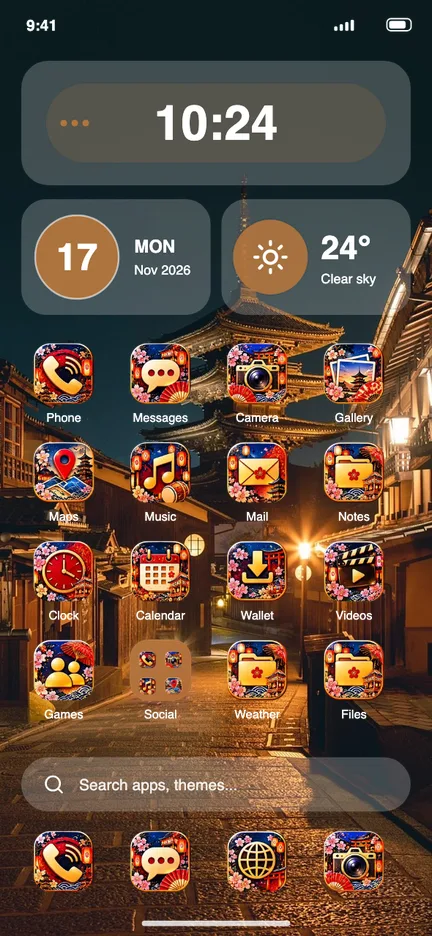 9:41
10:24
17
MON
Nov 2026
24°
Clear sky
Phone
Messages
Camera
Gallery
Maps
Music
Mail
Notes
Clock
Calendar
Wallet
Videos
Games
Social
Weather
Files
Search apps, themes...